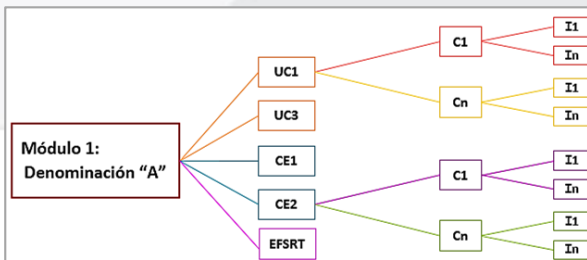 Módulo 1:
Denominación “A”
UC1
UC3
CE1
CE2
EFSRT
C1
Cn
C1
Cn
I1
In
I1
In
I1
In
I1
In